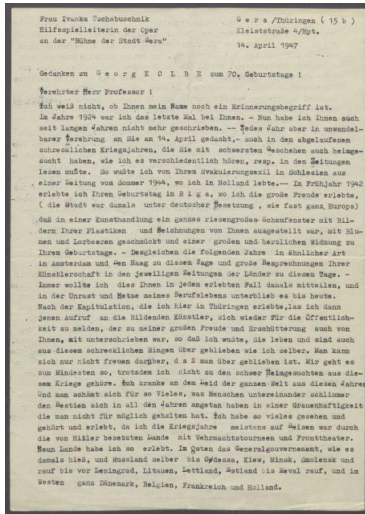 Frau Ivanka Tschabuschnik
Hilfsspielleiterin der Oper
an der "Bühne der Stadt Gera"
G e r a /Thüringen ( 15 b )
Kleiststraße 4/Hpt.
14. April 1947
Gedanken zu G e o r g K O L B E zum 70. Geburtstage !
Verehrter Herr Professor !
Ich weiß nicht, ob Ihnen mein Name noch ein Erinnerungsbegriff ist.
Im Jahre 1924 war ich das letzte Mal bei Ihnen. - Nun habe ich Ihnen auch
seit langen Jahren nicht mehr geschrieben. -- Jedes Jahr aber in unwandel-
barer Verehrung an Sie am 14. April gedacht,- auch in den abgelaufenen
schrecklichen Kriegsjahren, die Sie mit schwersten Geschehen auch heimge-
sucht haben, wie ich es verschiedentlich hören, resp. in den Zeitungen
lesen mußte. So wußte ich von Ihrem Evakuierungsexil in Schlesien aus
einer Zeitung vom Sommer 1944, wo ich in Holland lebte.-- Im Frühjahr 1942
erlebte ich Ihren Geburtstag in R i g a, wo ich die große Freude erlebte,
( die Stadt war damals unter deutscher Besetzung , wie fast ganz Europa)
daß in einer Kunsthandlung ein ganzes riesengroßes Schaufenster mit Bil-
dern Ihrer Plastiken und Zeichnungen von Ihnen ausgestellt war, mit Blu-
men und Lorbeeren geschmückt und einer großen und herrlichen Widmung zu
Ihrem Geburtstage. - Desgleichen die folgenden Jahre in ähnlicher Art
in Amsterdam und Den Haag zu diesem Tage und große Besprechungen Ihrer
Künstlerschaft in den jeweiligen Zeitungen der Länder zu diesem Tage. -
Immer wollte ich dies Ihnen in jedem erlebten Fall damals mitteilen, und
in der Unrast und Hatze meines Berufslebens unterblieb es bis heute.
Nach der Kapitulation, die ich hier in Thüringen erlebte,las ich dann
jenen Aufruf an die Bildenden Künstler, sich wieder für die Öffentlich-
keit zu melden, der zu meiner großen Freude und Erschütterung auch von
Ihnen, mit unterschrieben war, so daß ich wußte, Sie leben und sind auch
aus diesem schrecklichen Ringen über geblieben wie ich selber. Man kann
sich nur nicht freuen darüber, d a ß man über geblieben ist. Mir geht es
zum Mindesten so, trotzdem ich nicht zu den schwer Heimgesuchten aus die-
sem Kriege gehöre. Ich kranke an dem Leid der ganzen Welt aus diesen Jahren
Und man schämt sich für so Vieles, was Menschen untereinander schlimmer
den Bestien sich in all den Jahren angetan haben in einer Grauenhaftigkeit
die man nicht für möglich gehalten hat. Ich habe so vieles gesehen und
gehört und erlebt, da ich die Kriegsjahre meistens auf Reisen war durch
die von Hitler besetzten Lande mit Wehrmachtstourneen und Fronttheater.
Neun Lande habe ich so erlebt. Im Osten das Generalgouvernement, wie es
damals hieß, und Russland selber bis Odessa, Kiew, Minsk, Smolensk und
rauf bis vor Leningrad, Litauen, Lettland, Estland bis Reval rauf, und im
Westen ganz Dänemark, Belgien, Frankreich und Holland.